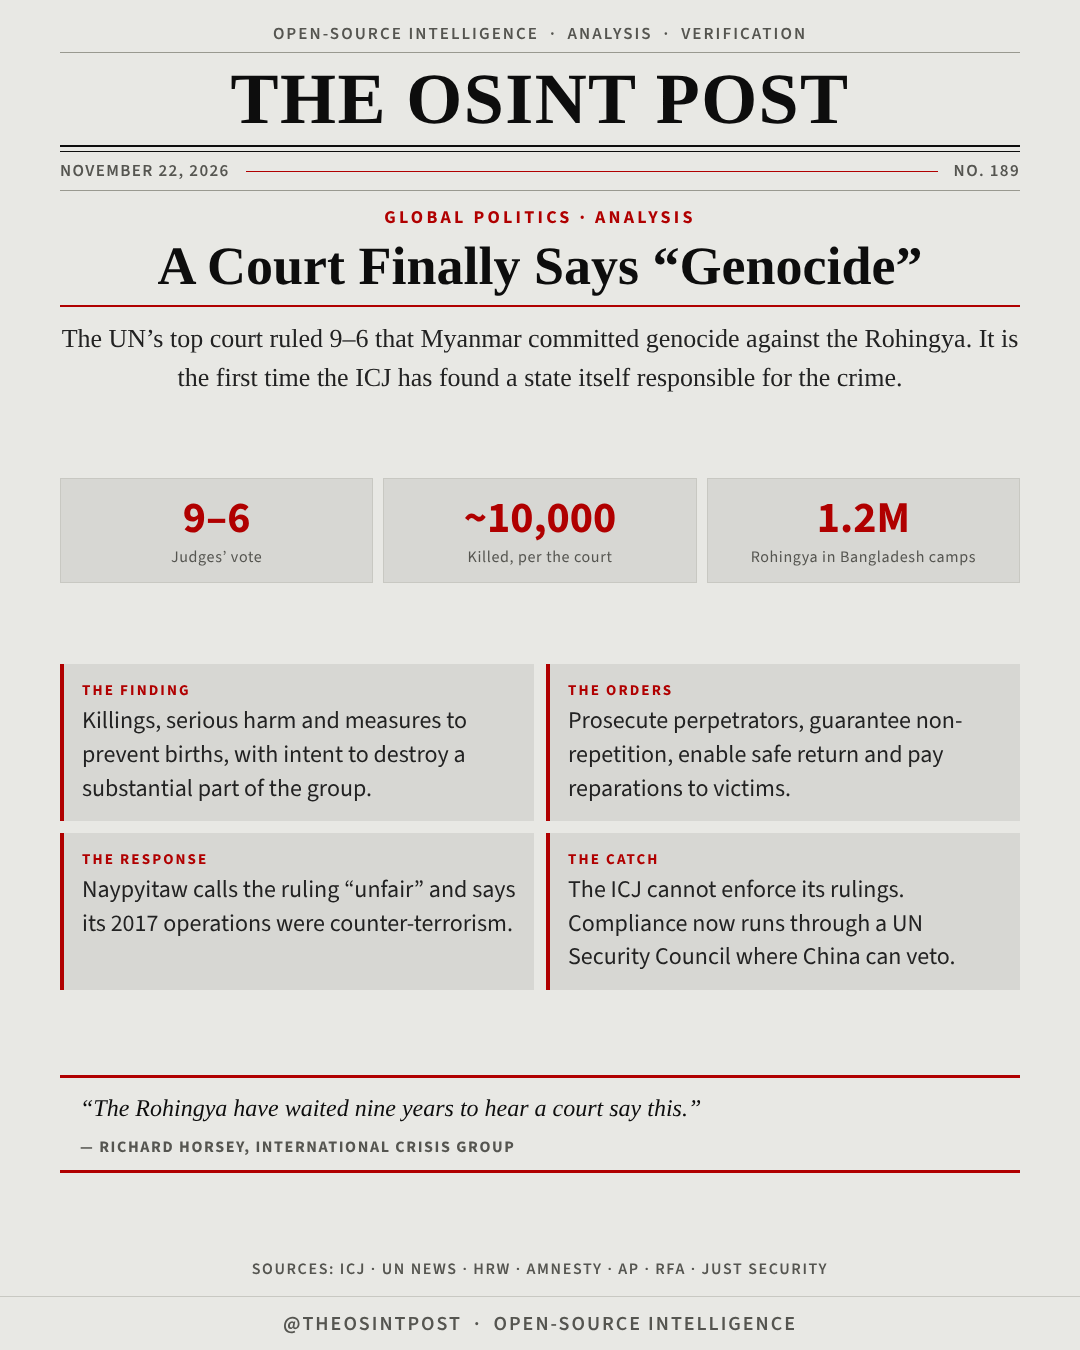 OPEN-SOURCE INTELLIGENCE · ANALYSIS · VERIFICATION
THE OSINT POST
NOVEMBER 22, 2026
NO. 189
GLOBAL POLITICS · ANALYSIS
A Court Finally Says “Genocide”
The UN’s top court ruled 9–6 that Myanmar committed genocide against the Rohingya. It is
the first time the ICJ has found a state itself responsible for the crime.
9–6
Judges’ vote
~10,000
Killed, per the court
1.2M
Rohingya in Bangladesh camps
THE FINDING
Killings, serious harm and measures to
prevent births, with intent to destroy a
substantial part of the group.
THE ORDERS
Prosecute perpetrators, guarantee non-
repetition, enable safe return and pay
reparations to victims.
THE RESPONSE
Naypyitaw calls the ruling “unfair” and says
its 2017 operations were counter-terrorism.
THE CATCH
The ICJ cannot enforce its rulings.
Compliance now runs through a UN
Security Council where China can veto.
“The Rohingya have waited nine years to hear a court say this.”
— RICHARD HORSEY, INTERNATIONAL CRISIS GROUP
SOURCES: ICJ · UN NEWS · HRW · AMNESTY · AP · RFA · JUST SECURITY
@THEOSINTPOST · OPEN-SOURCE INTELLIGENCE